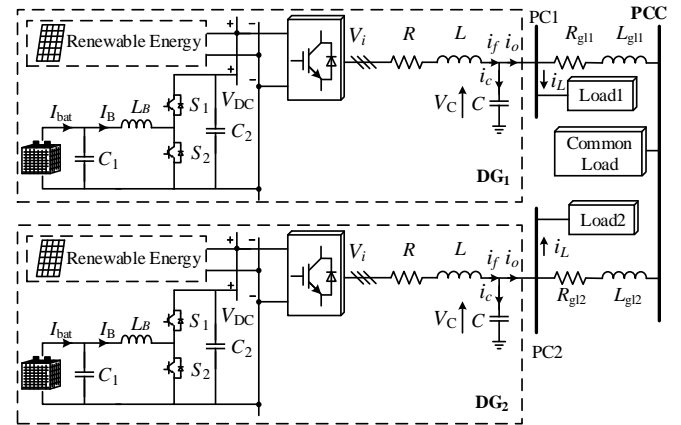 PC1
PCC
Renewable Energy
+
−
V_i
R
L
i_f
i_o
R_gl1
L_gl1
i_c
i_L
Load1
V_DC
V_C
C
I_bat
I_B
L_B
S_1
C_1
S_2
C_2
+
−
Common
Load
DG_1
Renewable Energy
+
−
V_i
R
L
i_f
i_o
Load2
i_L
i_c
R_gl2
L_gl2
V_DC
V_C
C
I_bat
I_B
L_B
S_1
C_1
S_2
C_2
+
−
PC2
DG_2